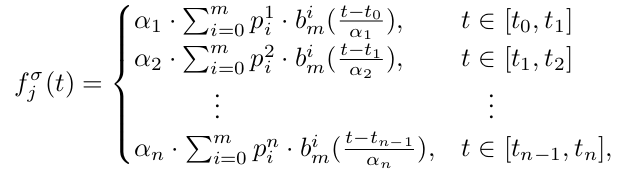 f_j^σ(t) = { α_1 · ∑_{i=0}^m p_i^1 · b_m^i((t−t_0)/α_1), t ∈ [t_0, t_1]
α_2 · ∑_{i=0}^m p_i^2 · b_m^i((t−t_1)/α_2), t ∈ [t_1, t_2]
⋮ ⋮
α_n · ∑_{i=0}^m p_i^n · b_m^i((t−t_{n−1})/α_n), t ∈ [t_{n−1}, t_n],